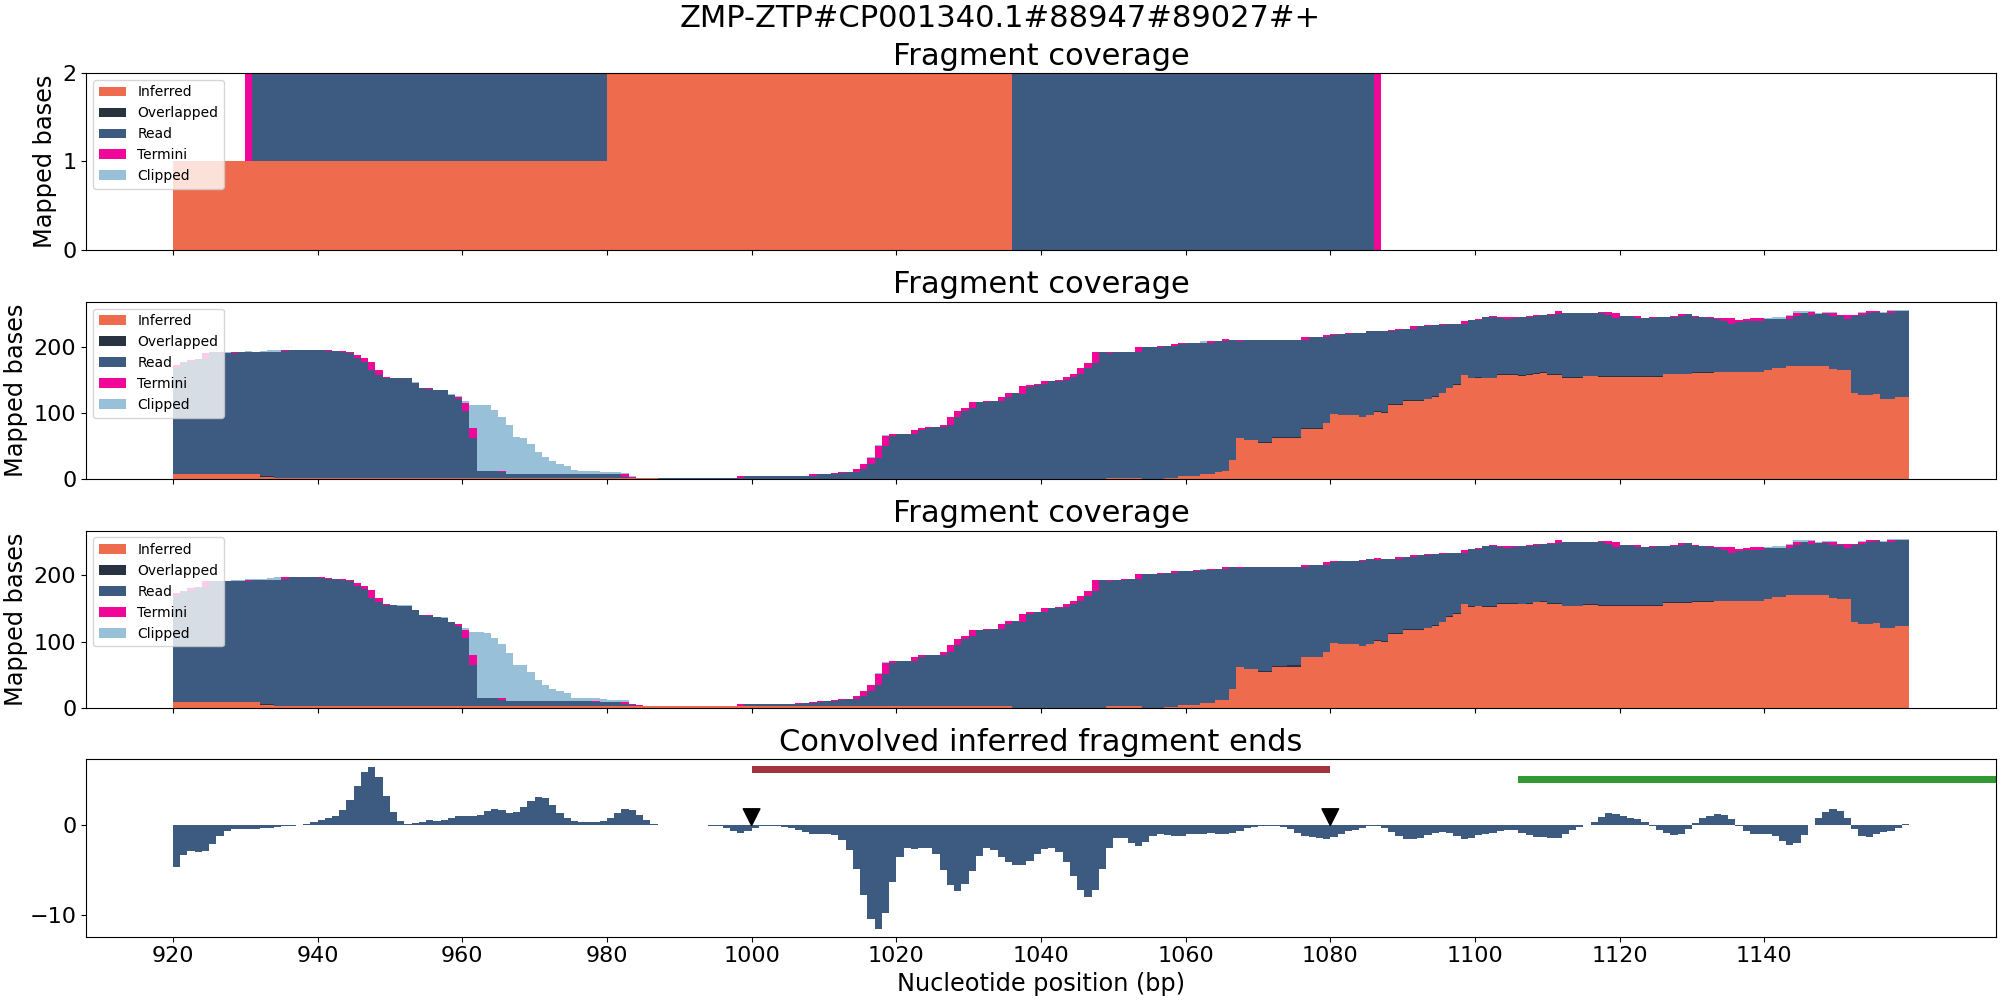 ZMP-ZTP#CP001340.1#88947#89027#+
Fragment coverage
Mapped bases
2
1
0
Inferred
Overlapped
Read
Termini
Clipped
Fragment coverage
Mapped bases
200
100
0
Inferred
Overlapped
Read
Termini
Clipped
Fragment coverage
Mapped bases
200
100
0
Inferred
Overlapped
Read
Termini
Clipped
Convolved inferred fragment ends
0
−10
920 940 960 980 1000 1020 1040 1060 1080 1100 1120 1140
Nucleotide position (bp)